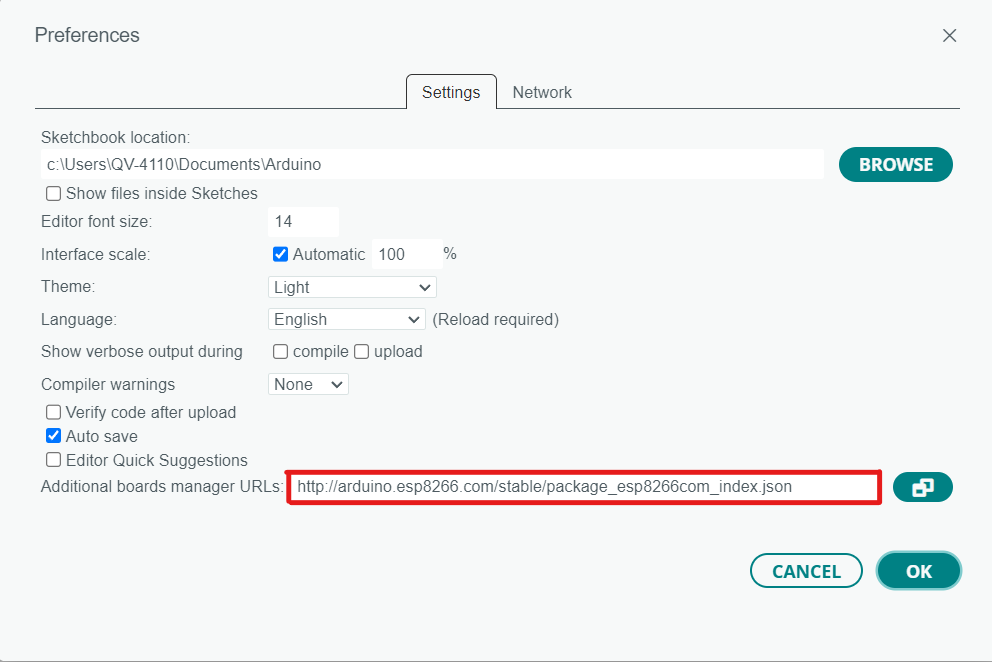 Preferences
Settings Network
Sketchbook location:
c:\Users\QV-4110\Documents\Arduino
BROWSE
Show files inside Sketches
Editor font size: 14
Interface scale: Automatic 100 %
Theme: Light
Language: English (Reload required)
Show verbose output during compile upload
Compiler warnings None
Verify code after upload
Auto save
Editor Quick Suggestions
Additional boards manager URLs: http://arduino.esp8266.com/stable/package_esp8266com_index.json
CANCEL OK